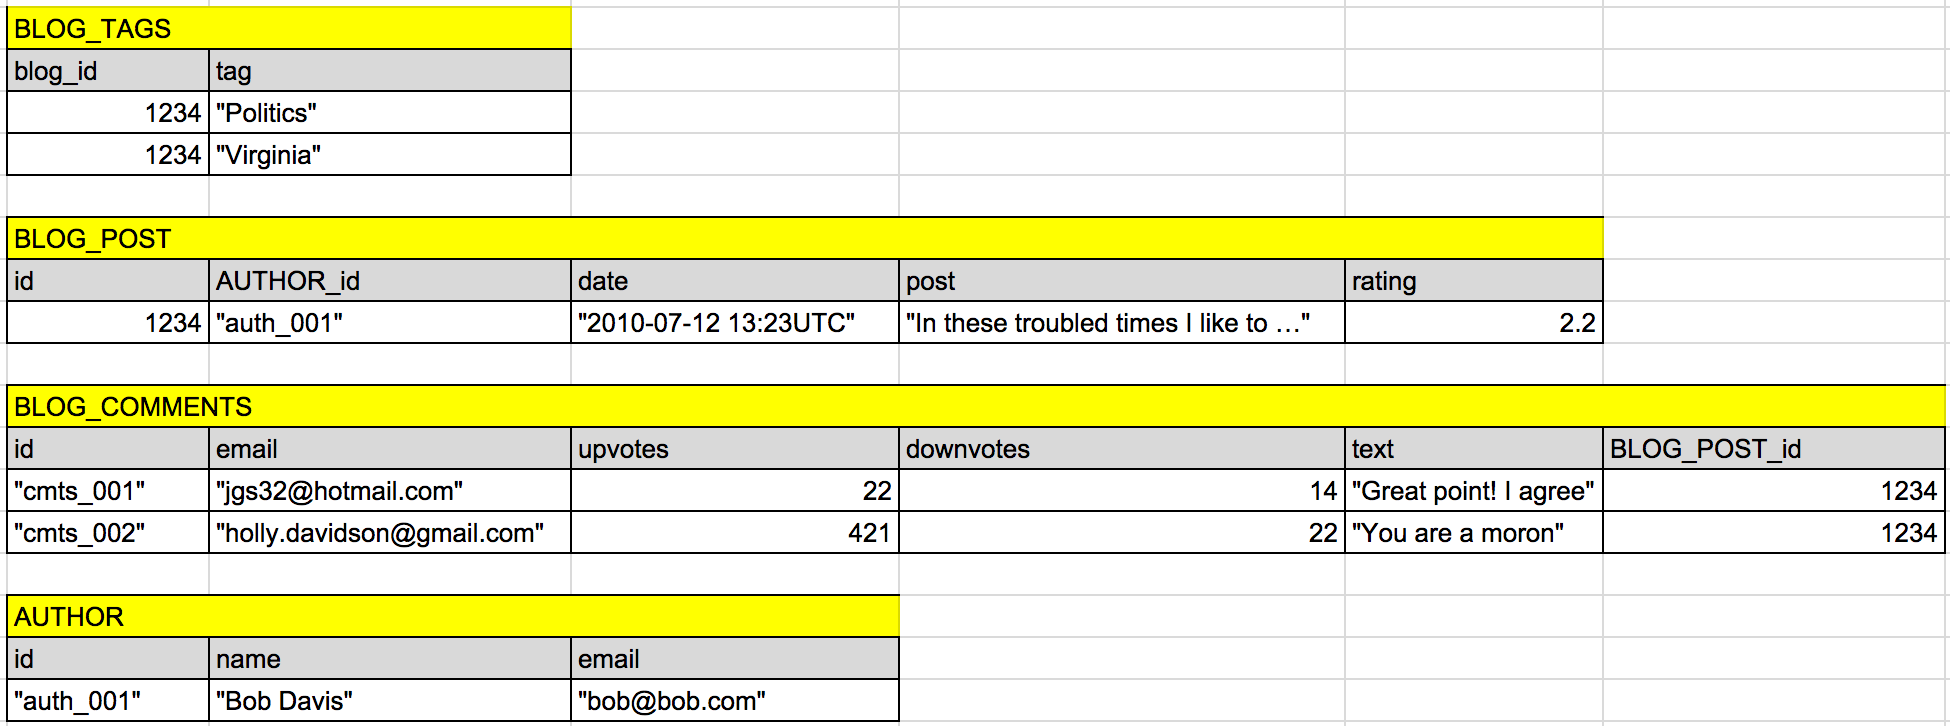 BLOG_TAGS
blog_id tag
1234 "Politics"
1234 "Virginia"
BLOG_POST
id AUTHOR_id date post rating
1234 "auth_001" "2010-07-12 13:23UTC" "In these troubled times I like to …" 2.2
BLOG_COMMENTS
id email upvotes downvotes text BLOG_POST_id
"cmts_001" "jgs32@hotmail.com" 22 14 "Great point! I agree" 1234
"cmts_002" "holly.davidson@gmail.com" 421 22 "You are a moron" 1234
AUTHOR
id name email
"auth_001" "Bob Davis" "bob@bob.com"